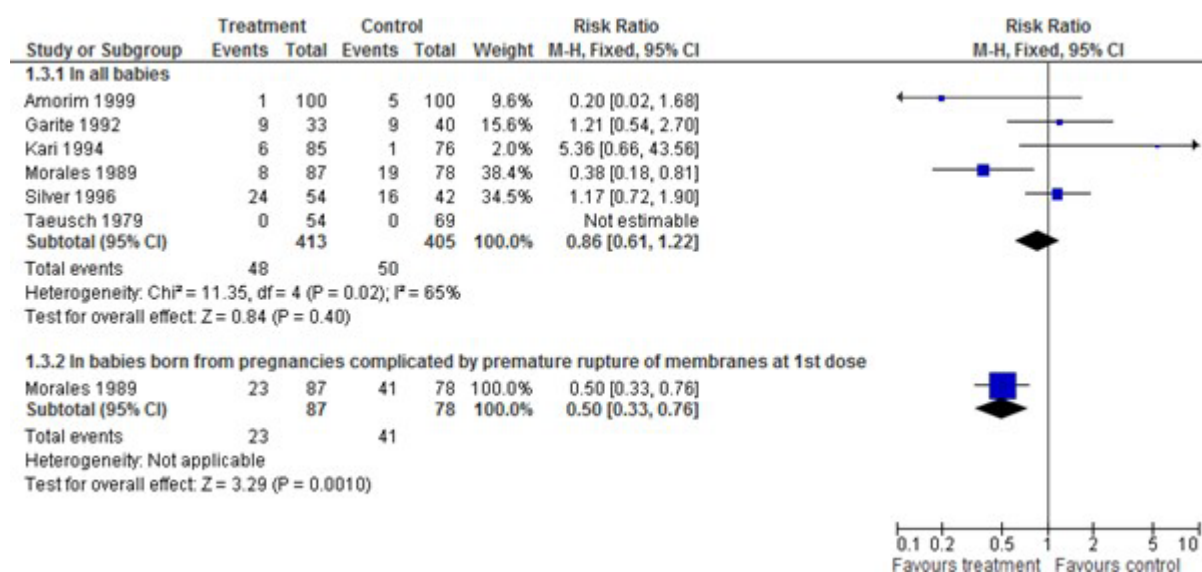 Treatment Control Risk Ratio Risk Ratio
Study or Subgroup Events Total Events Total Weight M-H, Fixed, 95% CI M-H, Fixed, 95% CI
1.3.1 In all babies
Amorim 1999 1 100 5 100 9.6% 0.20 [0.02, 1.68]
Garite 1992 9 33 9 40 15.6% 1.21 [0.54, 2.70]
Kari 1994 6 85 1 76 2.0% 5.36 [0.66, 43.56]
Morales 1989 8 87 19 78 38.4% 0.38 [0.18, 0.81]
Silver 1996 24 54 16 42 34.5% 1.17 [0.72, 1.90]
Taeusch 1979 0 54 0 69 Not estimable
Subtotal (95% CI) 413 405 100.0% 0.86 [0.61, 1.22]
Total events 48 50
Heterogeneity: Chi² = 11.35, df = 4 (P = 0.02); I² = 65%
Test for overall effect: Z = 0.84 (P = 0.40)
1.3.2 In babies born from pregnancies complicated by premature rupture of membranes at 1st dose
Morales 1989 23 87 41 78 100.0% 0.50 [0.33, 0.76]
Subtotal (95% CI) 87 78 100.0% 0.50 [0.33, 0.76]
Total events 23 41
Heterogeneity: Not applicable
Test for overall effect: Z = 3.29 (P = 0.0010)
0.1 0.2 0.5 1 2 5 10
Favours treatment Favours control